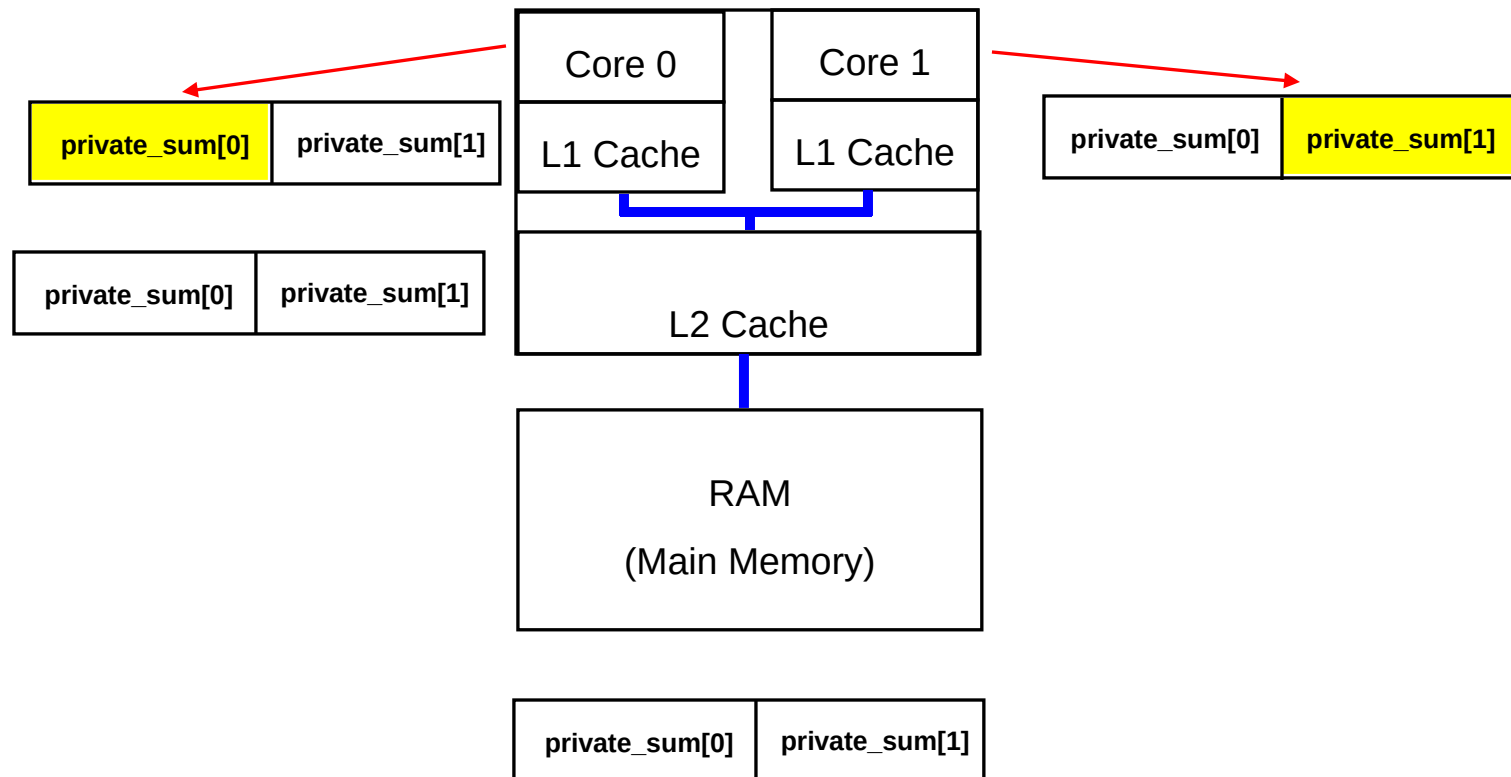 Core 0
Core 1
private_sum[0]
private_sum[1]
L1 Cache
L1 Cache
private_sum[0]
private_sum[1]
private_sum[0]
private_sum[1]
L2 Cache
RAM
(Main Memory)
private_sum[0]
private_sum[1]